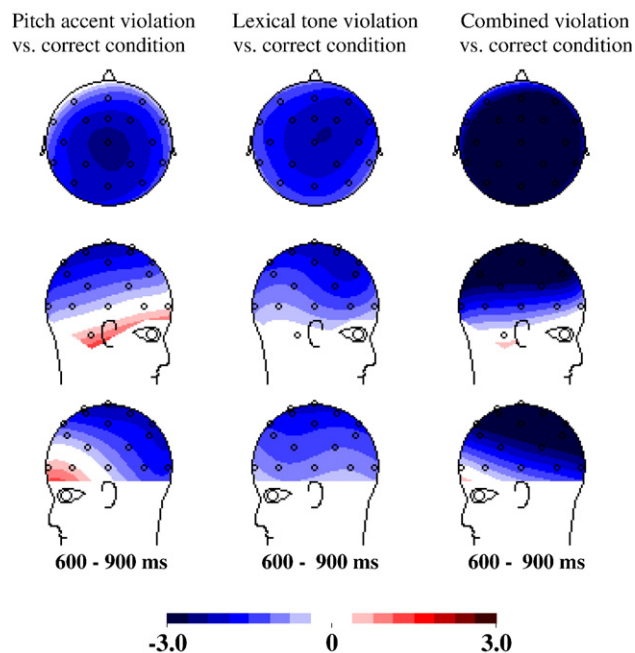 Pitch accent violation
vs. correct condition
Lexical tone violation
vs. correct condition
Combined violation
vs. correct condition
600 - 900 ms
600 - 900 ms
600 - 900 ms
-3.0 0 3.0